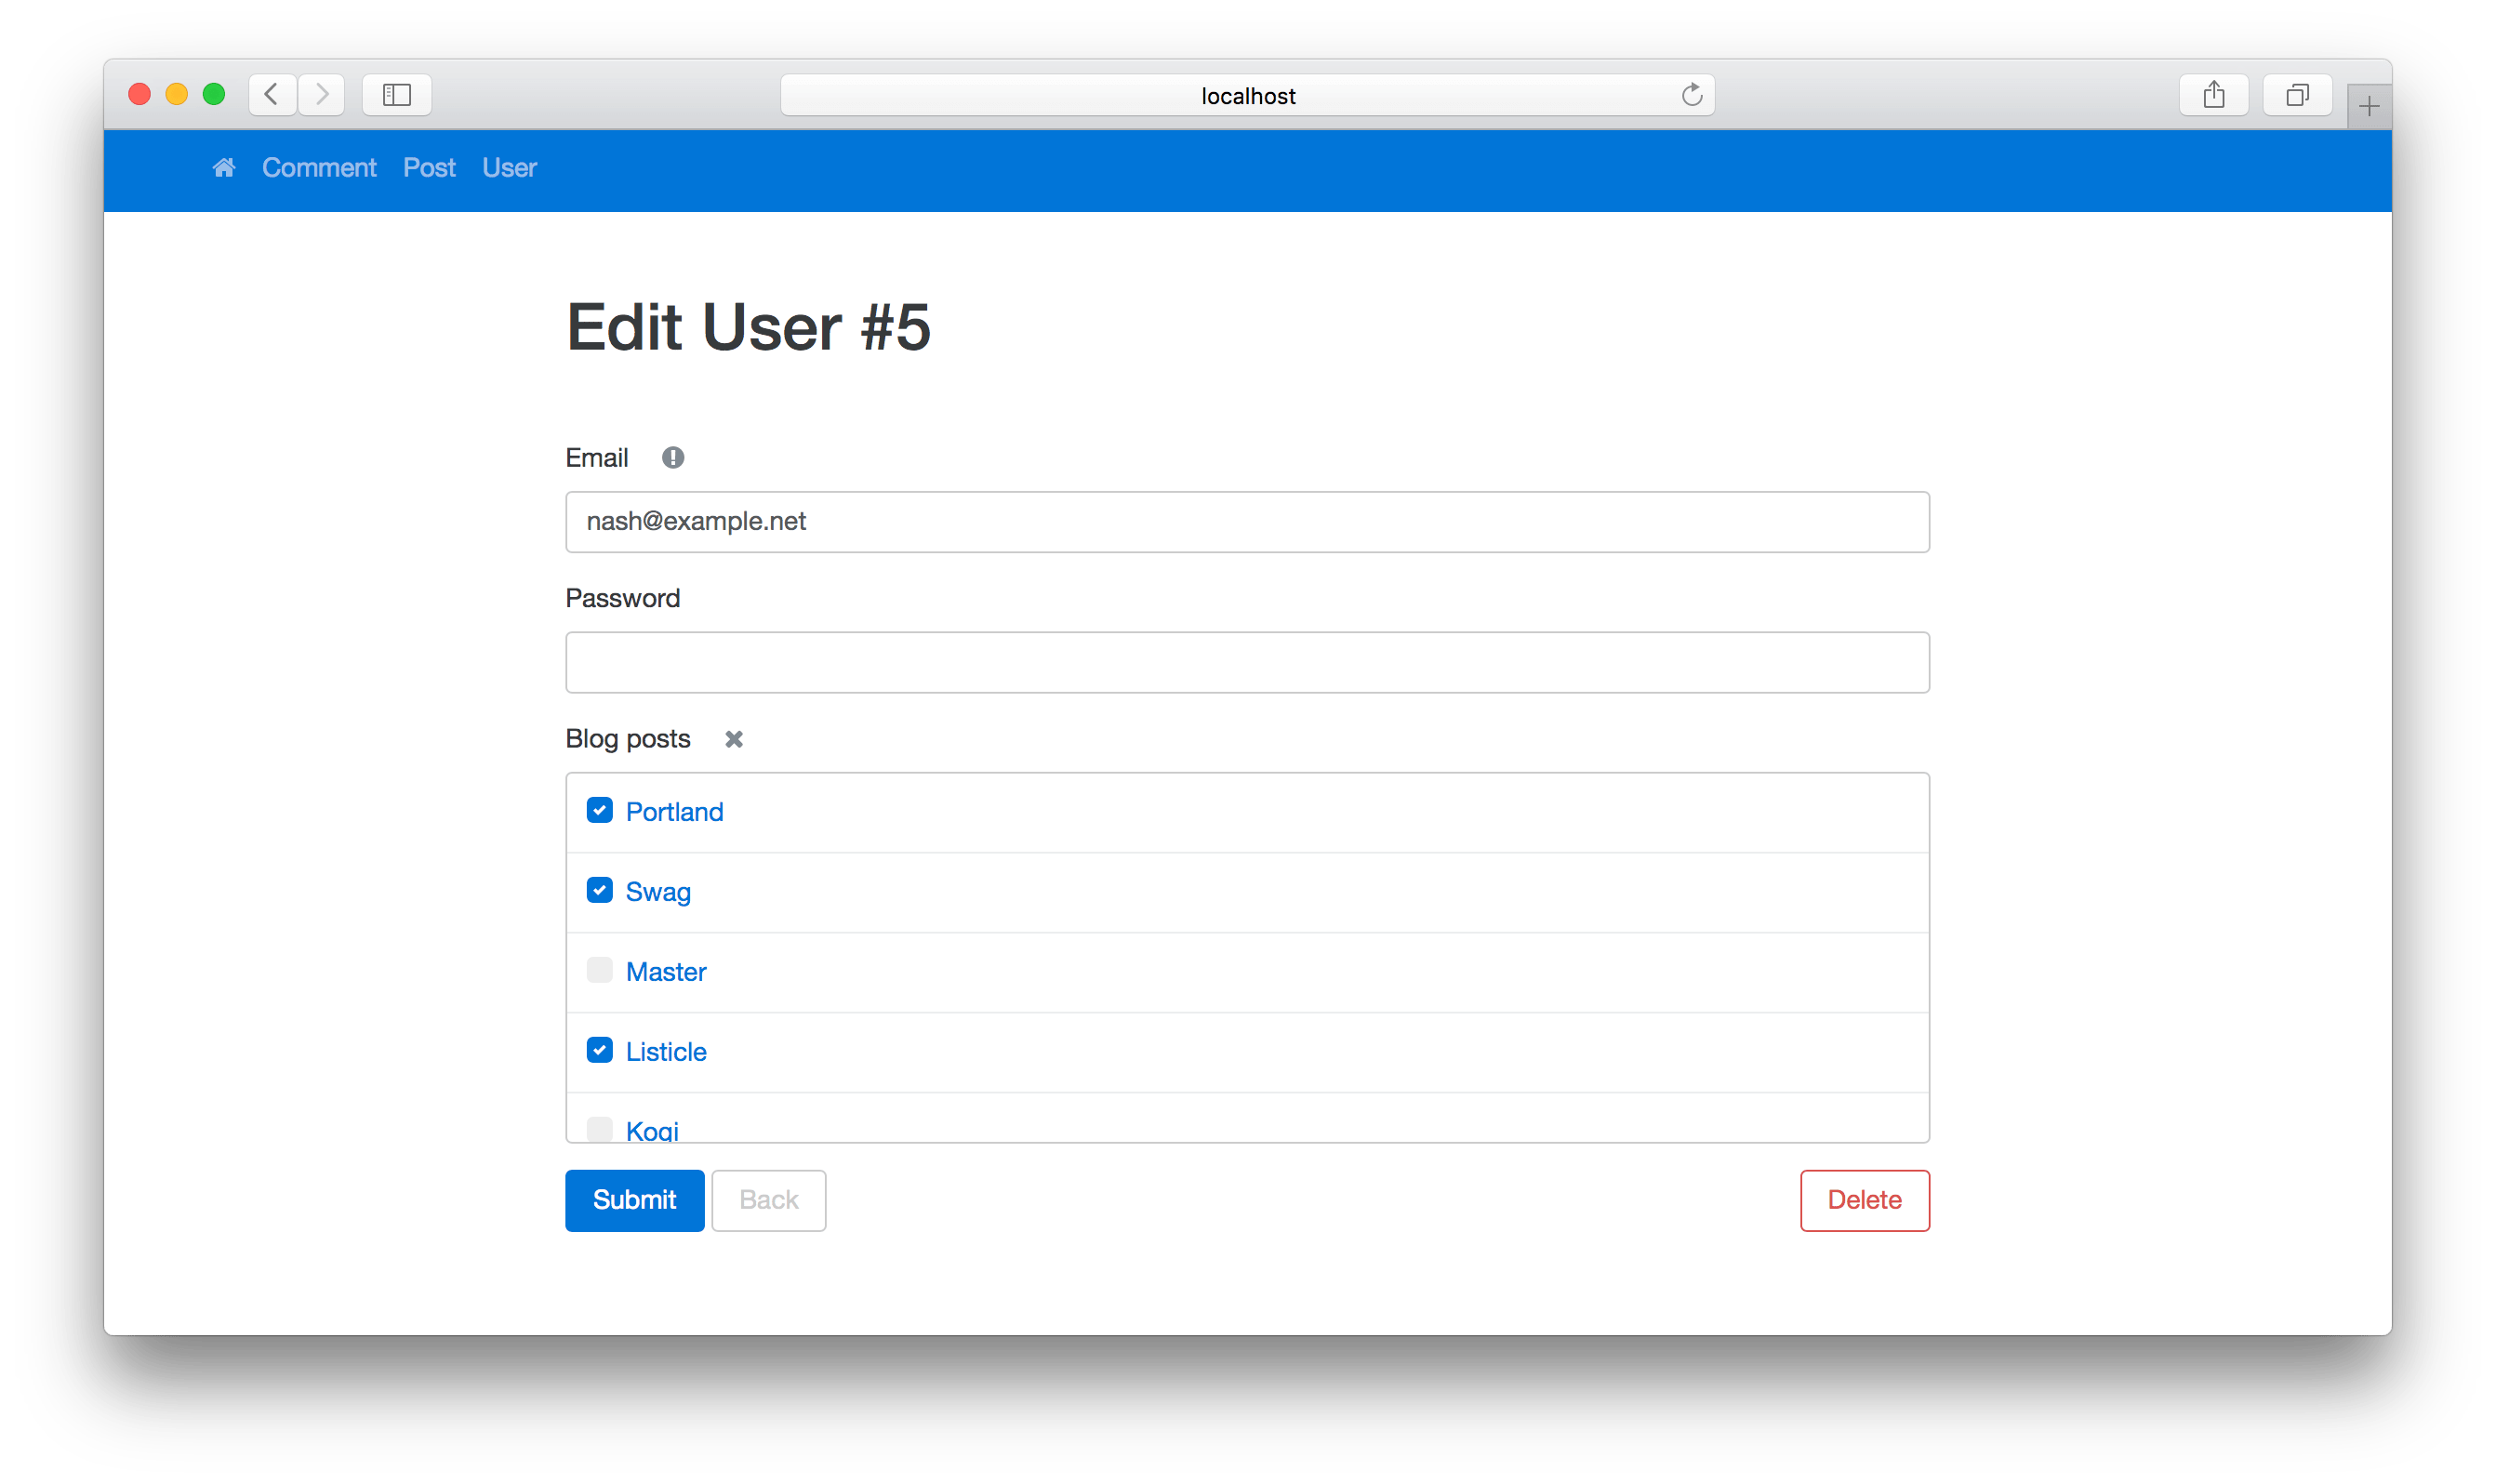 localhost
Comment Post User
Edit User #5
Email
nash@example.net
Password
Blog posts
Portland
Swag
Master
Listicle
Kogi
Submit Back Delete